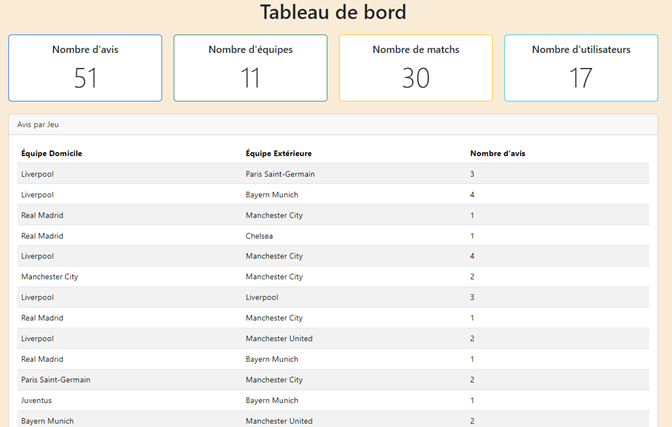 Tableau de bord
Nombre d'avis Nombre d'équipes Nombre de matchs Nombre d'utilisateurs
51 11 30 17
Avis par Jeu
Équipe Domicile Équipe Extérieure Nombre d'avis
Liverpool Paris Saint-Germain 3
Liverpool Bayern Munich 4
Real Madrid Manchester City 1
Real Madrid Chelsea 1
Liverpool Manchester City 4
Manchester City Manchester City 2
Liverpool Liverpool 3
Real Madrid Manchester City 1
Liverpool Manchester United 2
Real Madrid Bayern Munich 1
Paris Saint-Germain Manchester City 2
Juventus Bayern Munich 1
Bayern Munich Manchester United 2